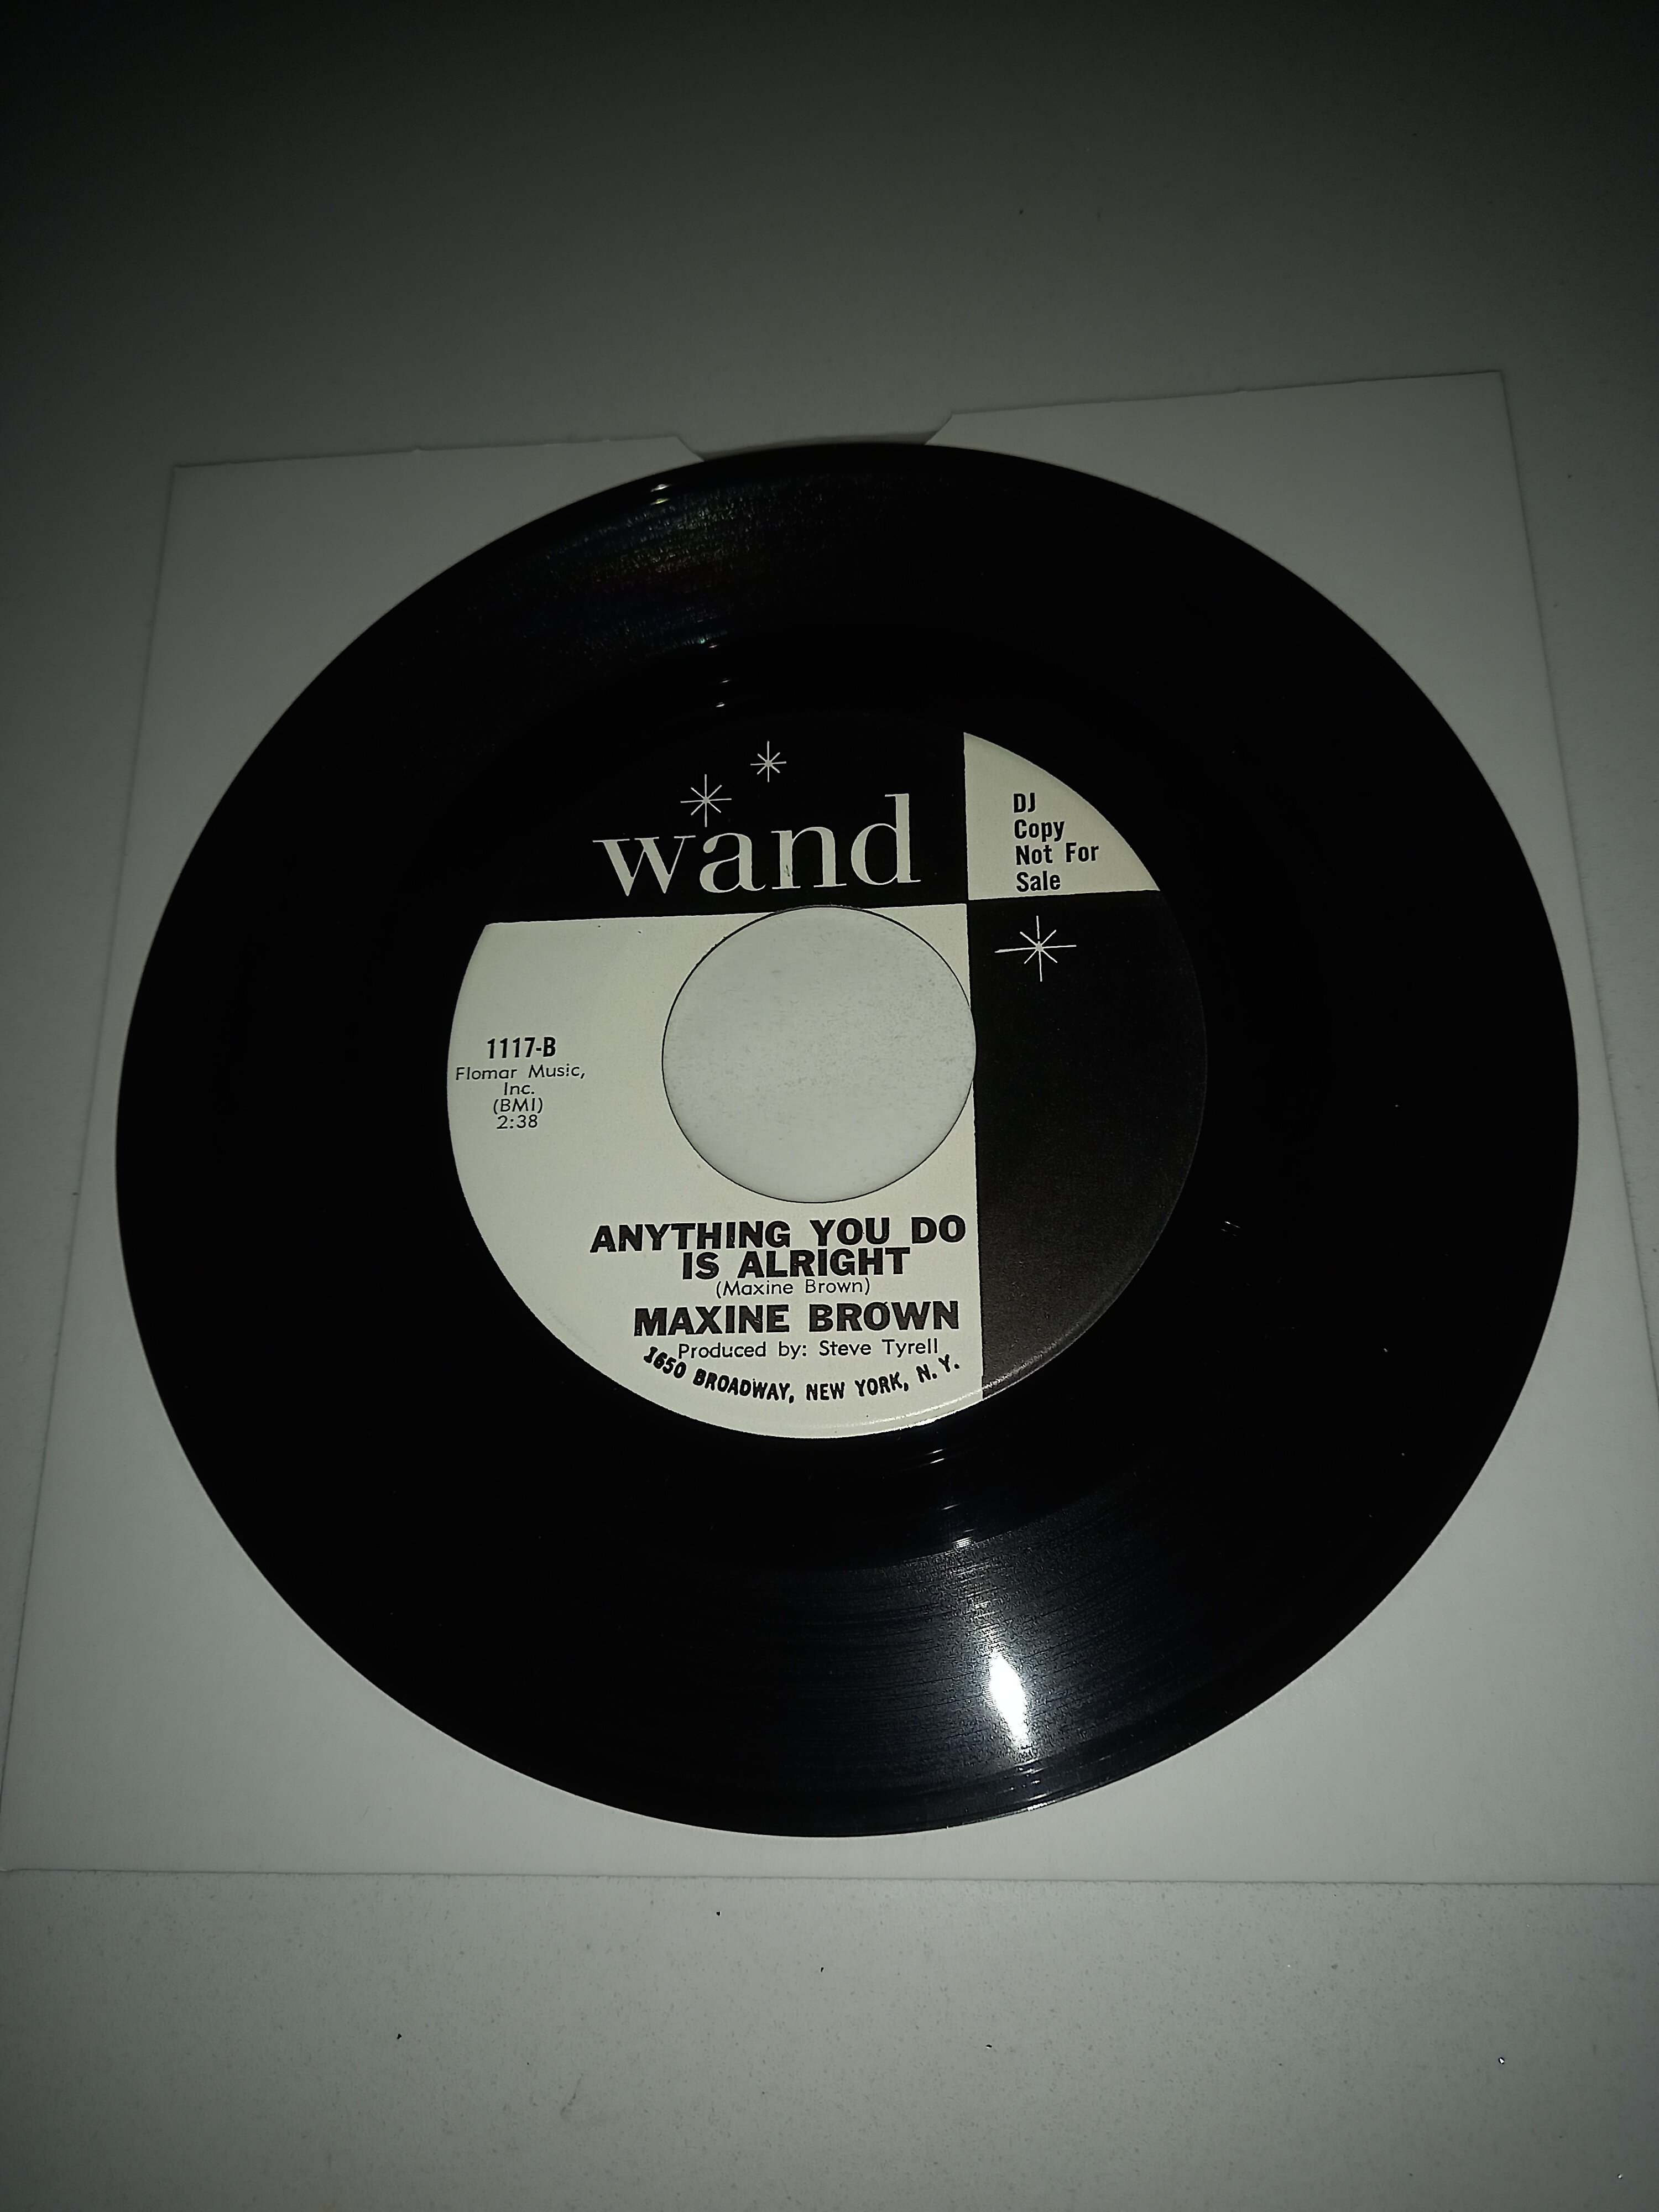 wand
DJ
Copy
Not For
Sale
1117-B
Flomar Music,
Inc.
(BMI)
2:38
ANYTHING YOU DO
IS ALRIGHT
(Maxine Brown)
MAXINE BROWN
Produced by: Steve Tyrell
1650 BROADWAY, NEW YORK, N. Y.